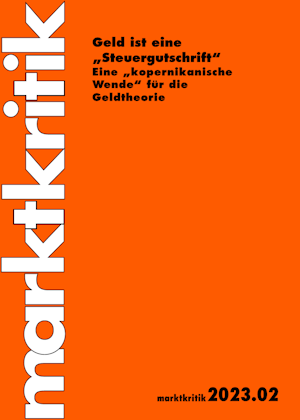 marktkritik
Geld ist eine
„Steuergutschrift“
Eine „kopernikanische
Wende“ für die
Geldtheorie
marktkritik 2023.02